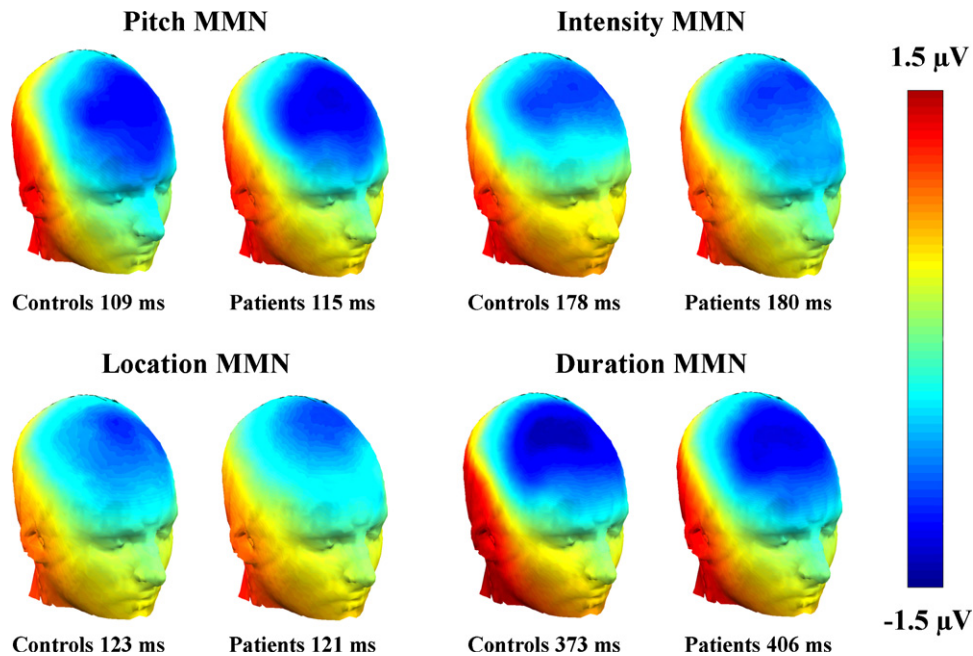 Pitch MMN
Intensity MMN
1.5 µV
Controls 109 ms
Patients 115 ms
Controls 178 ms
Patients 180 ms
Location MMN
Duration MMN
-1.5 µV
Controls 123 ms
Patients 121 ms
Controls 373 ms
Patients 406 ms